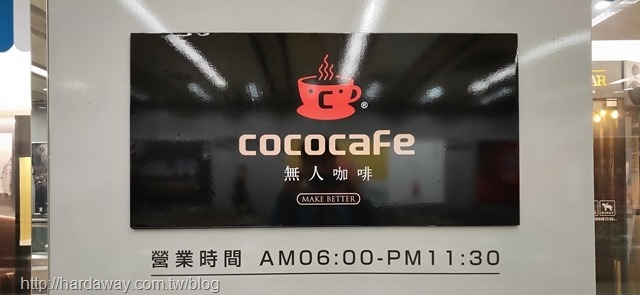 C
®
cococafe
無人咖啡
MAKE BETTER
營業時間 AM06:00-PM11:30
http://hardaway.com.tw/blog